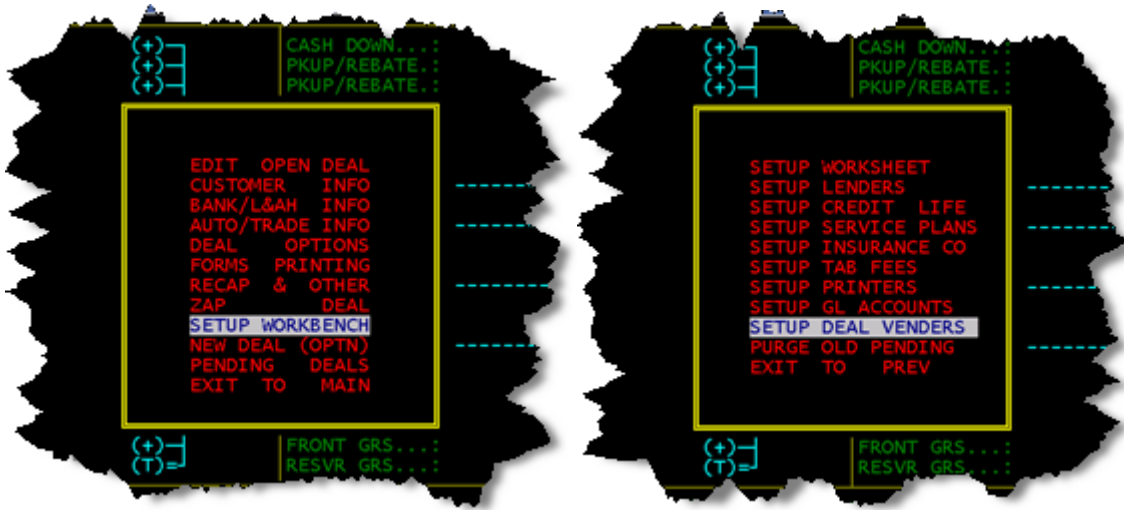 (+) CASH DOWN...:
(+) PKUP/REBATE.:
(+) PKUP/REBATE.:
EDIT OPEN DEAL
CUSTOMER INFO
BANK/L&AH INFO
AUTO/TRADE INFO
DEAL OPTIONS
FORMS PRINTING
RECAP & OTHER
ZAP DEAL
SETUP WORKBENCH
NEW DEAL (OPTN)
PENDING DEALS
EXIT TO MAIN
(+) FRONT GRS...:
(T)= RESVR GRS...:
(+) CASH DOWN...:
(+) PKUP/REBATE.:
(+) PKUP/REBATE.:
SETUP WORKSHEET
SETUP LENDERS
SETUP CREDIT LIFE
SETUP SERVICE PLANS
SETUP INSURANCE CO
SETUP TAB FEES
SETUP PRINTERS
SETUP GL ACCOUNTS
SETUP DEAL VENDERS
PURGE OLD PENDING
EXIT TO PREV
(+) FRONT GRS...:
(T)= RESVR GRS...: